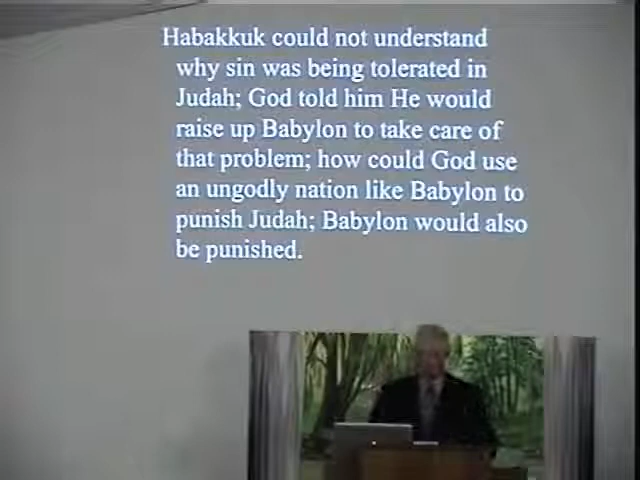 Habakkuk could not understand
why sin was being tolerated in
Judah; God told him He would
raise up Babylon to take care of
that problem; how could God use
an ungodly nation like Babylon to
punish Judah; Babylon would also
be punished.